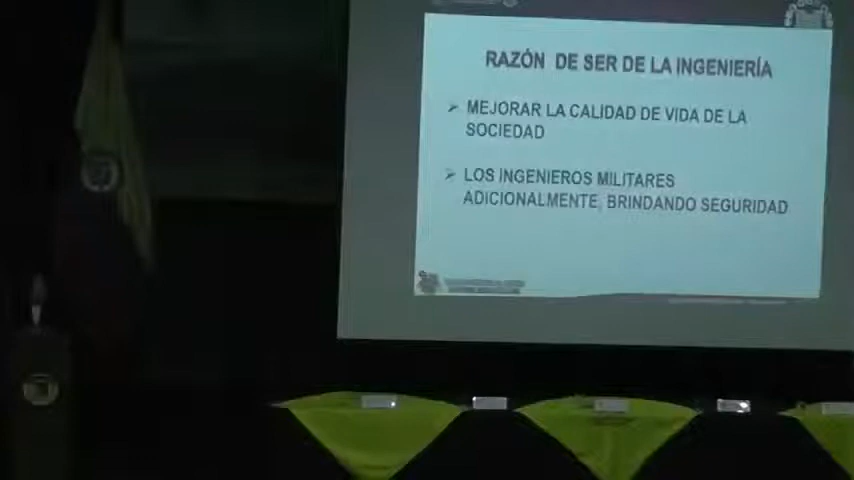 RAZÓN DE SER DE LA INGENIERÍA
➢ MEJORAR LA CALIDAD DE VIDA DE LA
SOCIEDAD
➢ LOS INGENIEROS MILITARES
ADICIONALMENTE, BRINDANDO SEGURIDAD